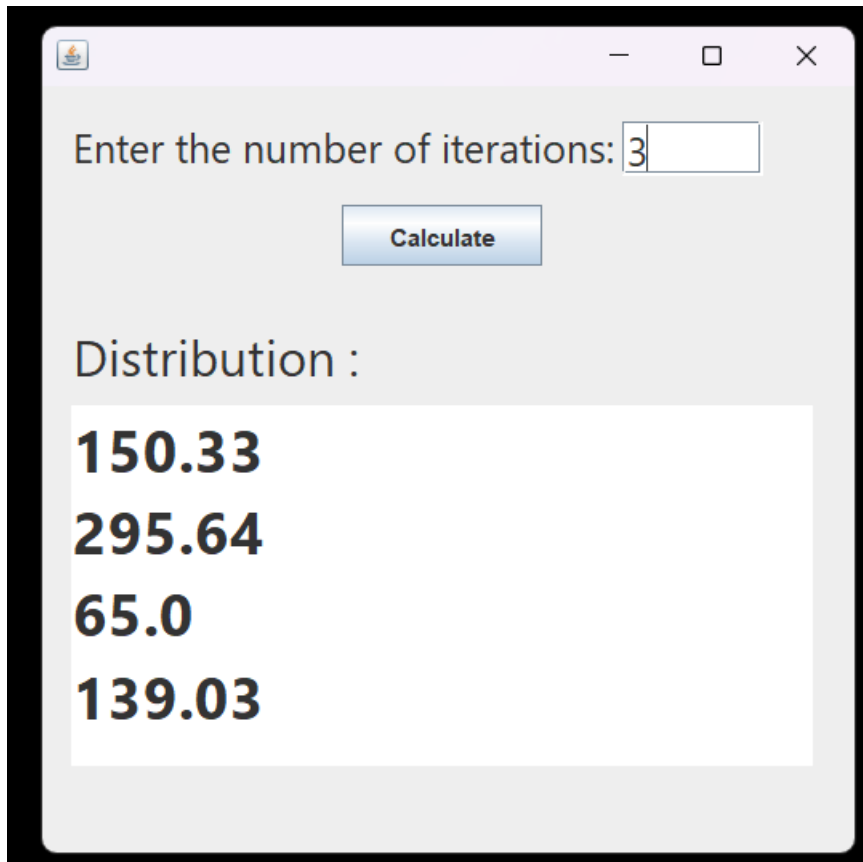 Enter the number of iterations: 3
Calculate
Distribution :
150.33
295.64
65.0
139.03